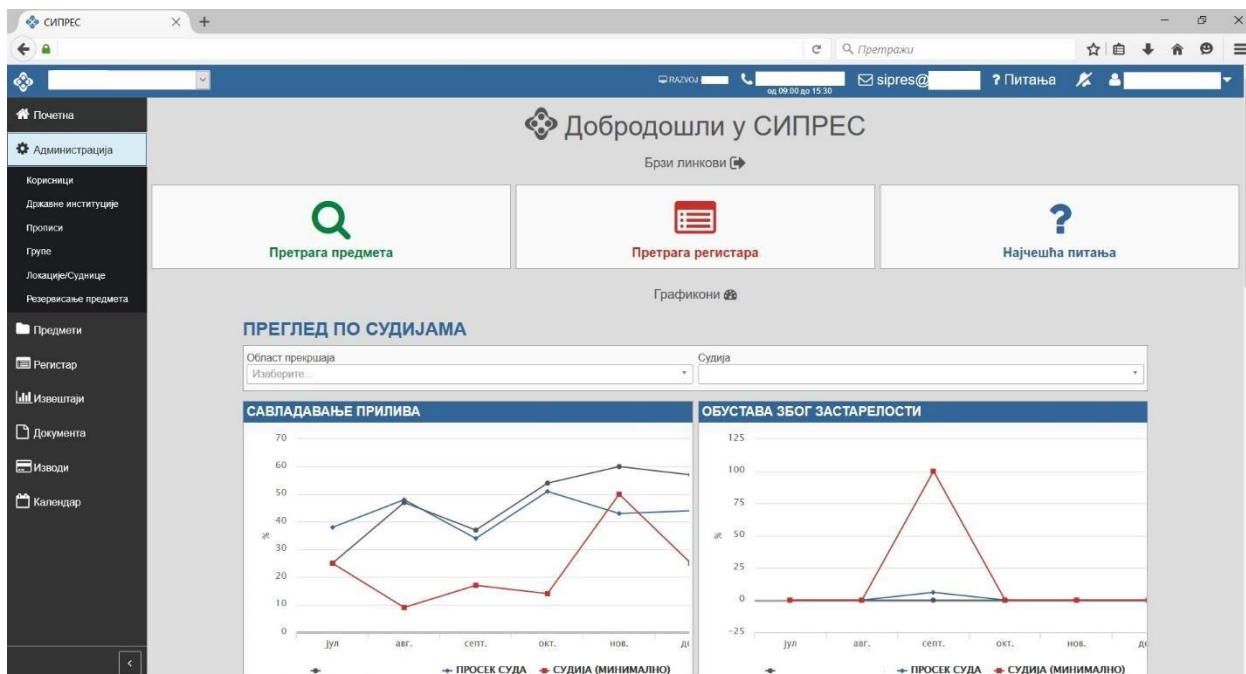 СИПРЕС
Претражи
RAZVOJ
од 09:00 до 15:30
sipres@
? Питања
Почетна
Администрација
Корисници
Државне институције
Прописи
Групе
Локације/Суднице
Резервисање предмета
Предмети
Регистар
Извештаји
Документа
Изводи
Календар
Добродошли у СИПРЕС
Брзи линкови
Претрага предмета
Претрага регистара
?
Најчешћа питања
Графикони
ПРЕГЛЕД ПО СУДИЈАМА
Област прекршаја
Изаберите...
Судија
САВЛАДАВАЊЕ ПРИЛИВА
70
60
50
40
30
20
10
0
%
јул авг. септ. окт. нов. де
ПРОСЕК СУДА СУДИЈА (МИНИМАЛНО)
ОБУСТАВА ЗБОГ ЗАСТАРЕЛОСТИ
125
100
75
50
25
0
-25
%
јул авг. септ. окт. нов. де
ПРОСЕК СУДА СУДИЈА (МИНИМАЛНО)